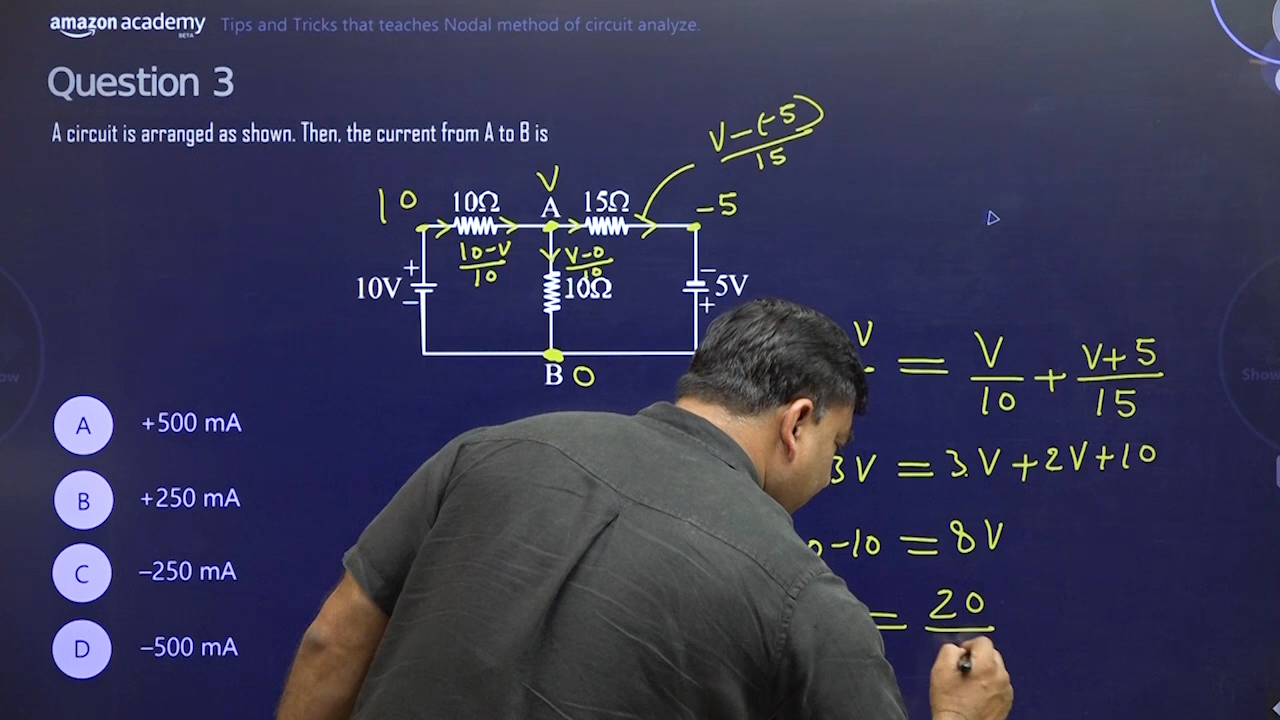 amazon academy
BETA
Tips and Tricks that teaches Nodal method of circuit analyze.
Question 3
A circuit is arranged as shown. Then, the current from A to B is
V-(-5)
15
10
10Ω
V
A
15Ω
-5
10-V
10
V-0
10
10V
+
−
10Ω
−
5V
+
B
0
V
= V/10 + V+5/15
3V = 3V+2V+10
0-10 = 8V
= 20
A +500 mA
B +250 mA
C –250 mA
D –500 mA
Show